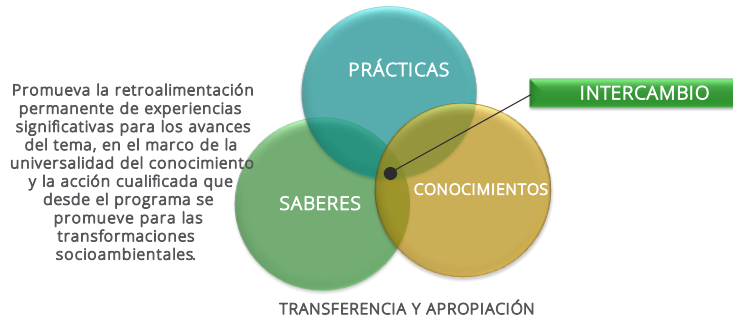 PRÁCTICAS
INTERCAMBIO
Promueva la retroalimentación
permanente de experiencias
significativas para los avances
del tema, en el marco de la
universalidad del conocimiento
y la acción cualificada que
desde el programa se
promueve para las
transformaciones
socioambientales.
SABERES
CONOCIMIENTOS
TRANSFERENCIA Y APROPIACIÓN